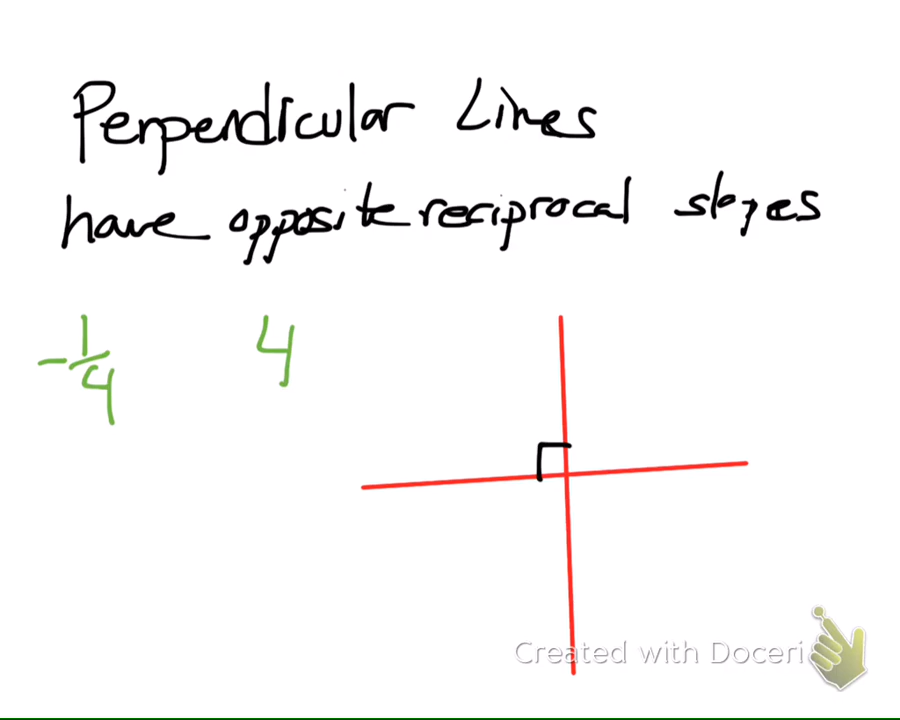 Perpendicular Lines
have opposite reciprocal slopes
-1/4 4
Created with Doceri